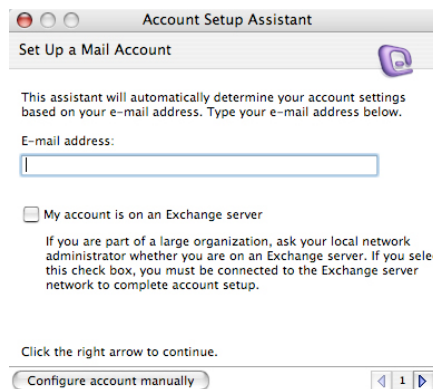 Account Setup Assistant
Set Up a Mail Account
This assistant will automatically determine your account settings
based on your e-mail address. Type your e-mail address below.
E-mail address:
My account is on an Exchange server
If you are part of a large organization, ask your local network
administrator whether you are on an Exchange server. If you sele
this check box, you must be connected to the Exchange server
network to complete account setup.
Click the right arrow to continue.
Configure account manually
1